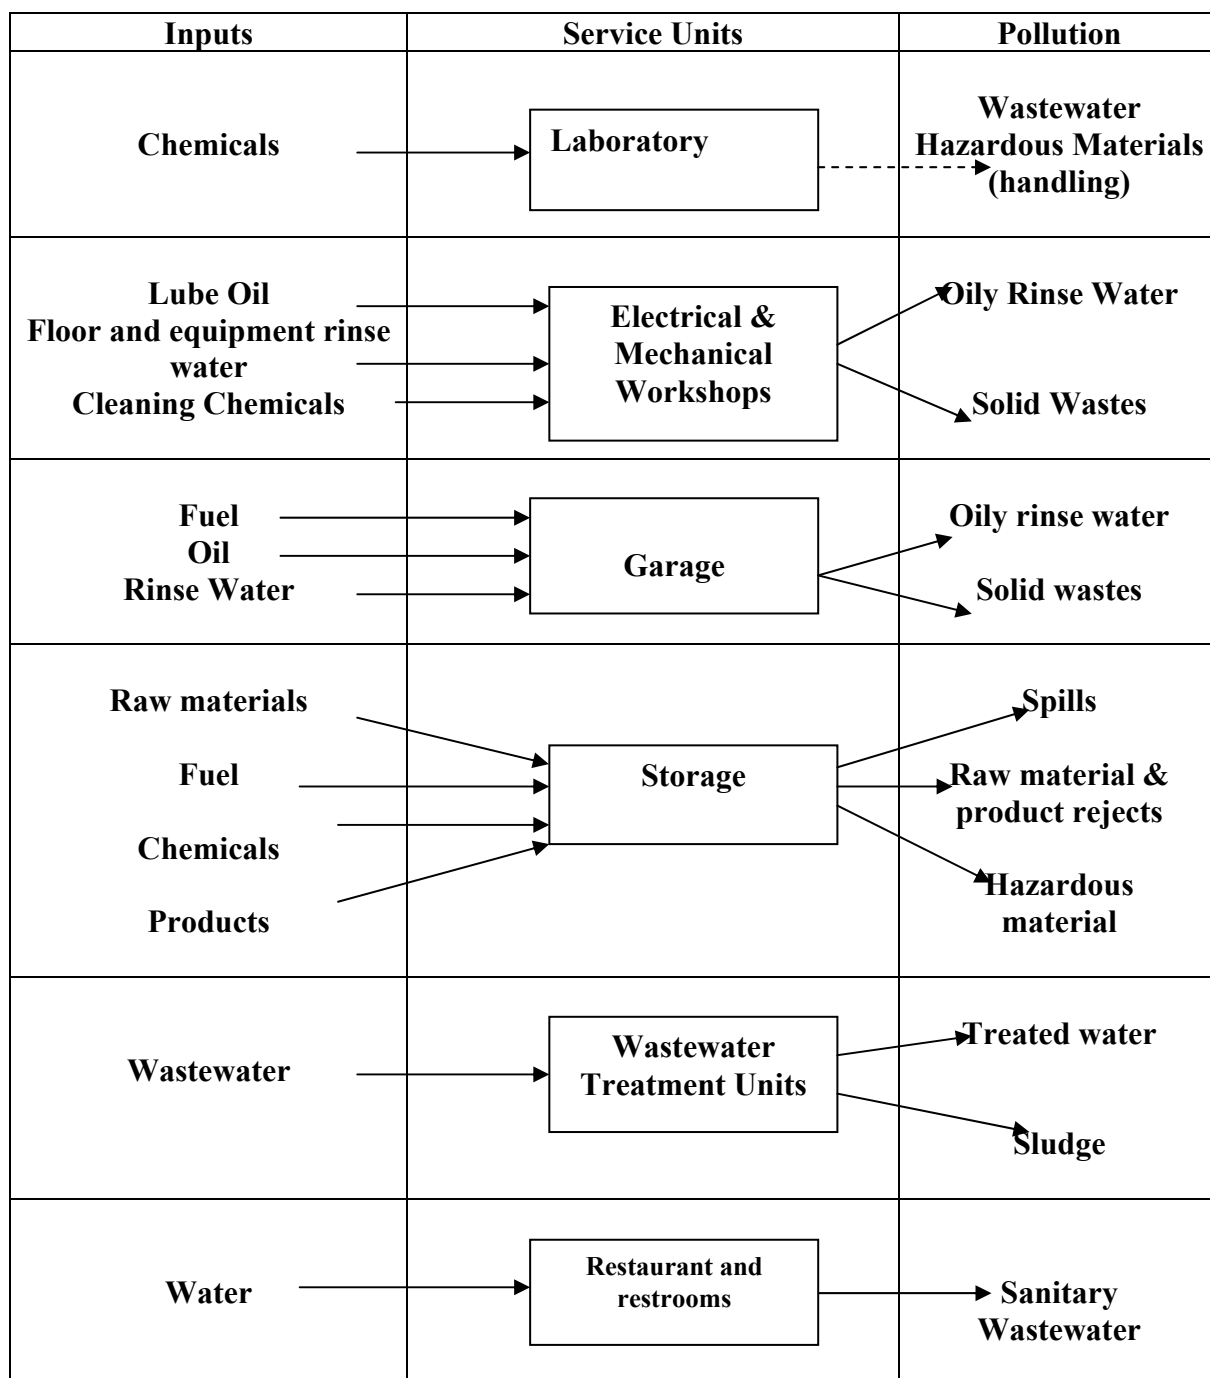 Inputs
Service Units
Pollution
Chemicals
Laboratory
Wastewater
Hazardous Materials
(handling)
Lube Oil
Floor and equipment rinse
water
Cleaning Chemicals
Electrical &
Mechanical
Workshops
Oily Rinse Water
Solid Wastes
Fuel
Oil
Rinse Water
Garage
Oily rinse water
Solid wastes
Raw materials
Fuel
Chemicals
Products
Storage
Spills
Raw material &
product rejects
Hazardous
material
Wastewater
Wastewater
Treatment Units
Treated water
Sludge
Water
Restaurant and
restrooms
Sanitary
Wastewater